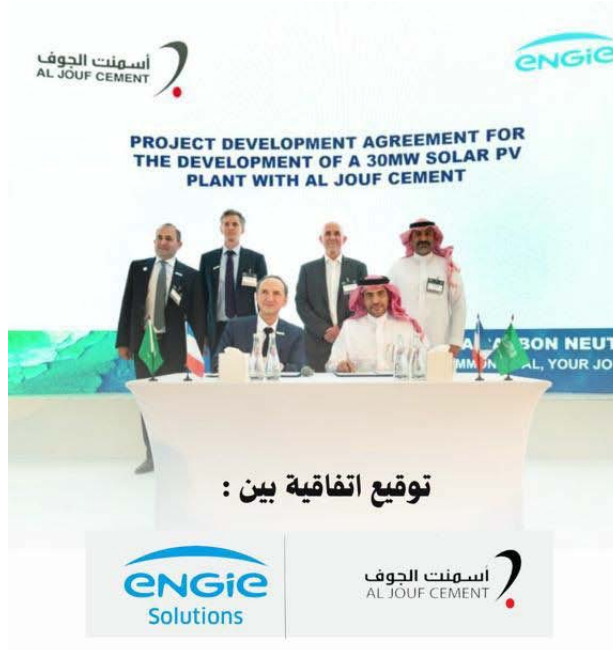 أسمنت الجوف
AL JOUF CEMENT
ENGIE
PROJECT DEVELOPMENT AGREEMENT FOR
THE DEVELOPMENT OF A 30MW SOLAR PV
PLANT WITH AL JOUF CEMENT
BON NEUT
AL, YOUR JO
توقيع اتفاقية بين :
ENGIE
Solutions
أسمنت الجوف
AL JOUF CEMENT